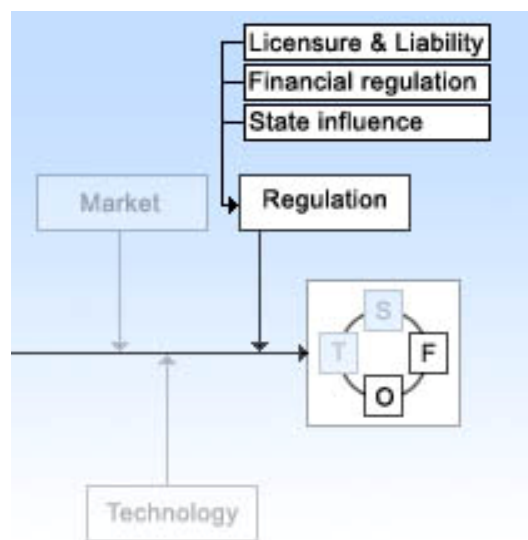 Licensure & Liability
Financial regulation
State influence
Market
Regulation
S
T
F
O
Technology